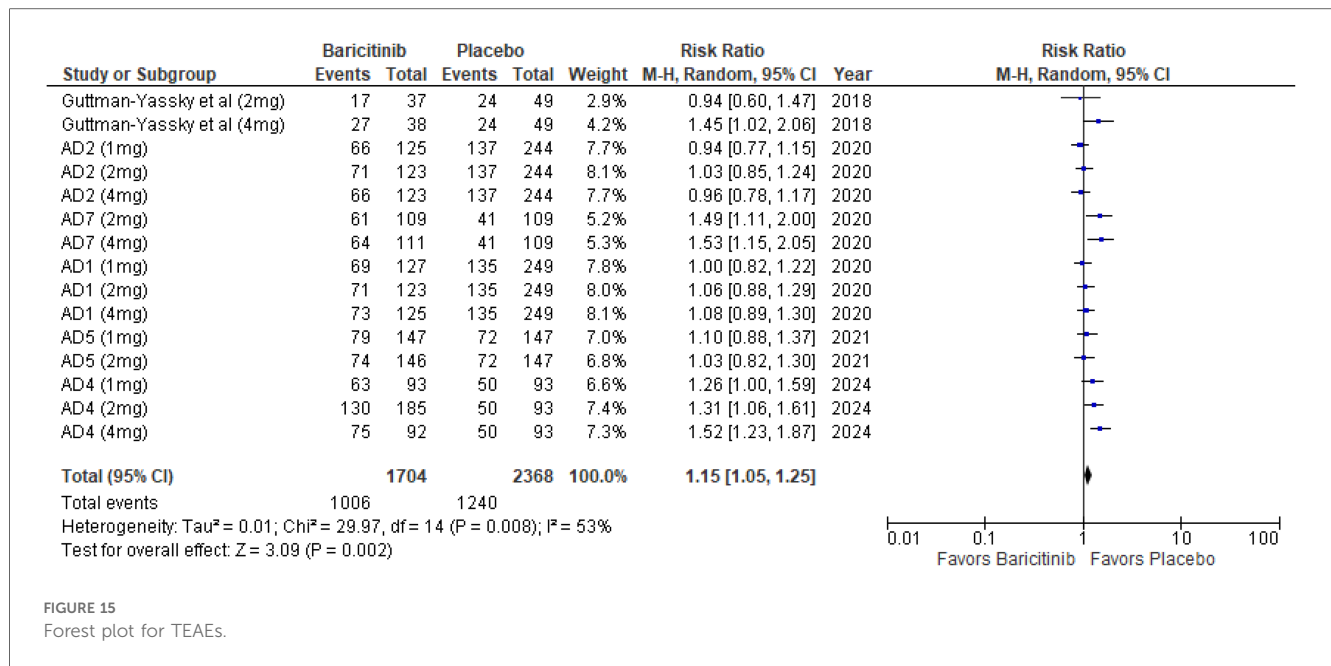 Baricitinib Placebo Risk Ratio Risk Ratio
Study or Subgroup Events Total Events Total Weight M-H, Random, 95% CI Year M-H, Random, 95% CI
Guttman-Yassky et al (2mg) 17 37 24 49 2.9% 0.94 [0.60, 1.47] 2018
Guttman-Yassky et al (4mg) 27 38 24 49 4.2% 1.45 [1.02, 2.06] 2018
AD2 (1mg) 66 125 137 244 7.7% 0.94 [0.77, 1.15] 2020
AD2 (2mg) 71 123 137 244 8.1% 1.03 [0.85, 1.24] 2020
AD2 (4mg) 66 123 137 244 7.7% 0.96 [0.78, 1.17] 2020
AD7 (2mg) 61 109 41 109 5.2% 1.49 [1.11, 2.00] 2020
AD7 (4mg) 64 111 41 109 5.3% 1.53 [1.15, 2.05] 2020
AD1 (1mg) 69 127 135 249 7.8% 1.00 [0.82, 1.22] 2020
AD1 (2mg) 71 123 135 249 8.0% 1.06 [0.88, 1.29] 2020
AD1 (4mg) 73 125 135 249 8.1% 1.08 [0.89, 1.30] 2020
AD5 (1mg) 79 147 72 147 7.0% 1.10 [0.88, 1.37] 2021
AD5 (2mg) 74 146 72 147 6.8% 1.03 [0.82, 1.30] 2021
AD4 (1mg) 63 93 50 93 6.6% 1.26 [1.00, 1.59] 2024
AD4 (2mg) 130 185 50 93 7.4% 1.31 [1.06, 1.61] 2024
AD4 (4mg) 75 92 50 93 7.3% 1.52 [1.23, 1.87] 2024
Total (95% CI) 1704 2368 100.0% 1.15 [1.05, 1.25]
Total events 1006 1240
Heterogeneity: Tau² = 0.01; Chi² = 29.97, df = 14 (P = 0.008); I² = 53%
Test for overall effect: Z = 3.09 (P = 0.002)
0.01 0.1 1 10 100
Favors Baricitinib Favors Placebo
FIGURE 15
Forest plot for TEAEs.